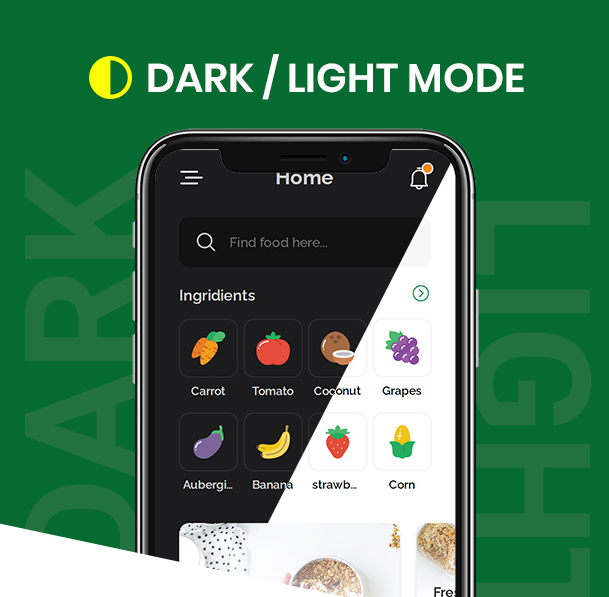 DARK / LIGHT MODE
DARK
LIGHT
Home
Find food here...
Ingridients
Carrot
Tomato
Coconut
Grapes
Aubergi...
Banana
strawb...
Corn
Fres